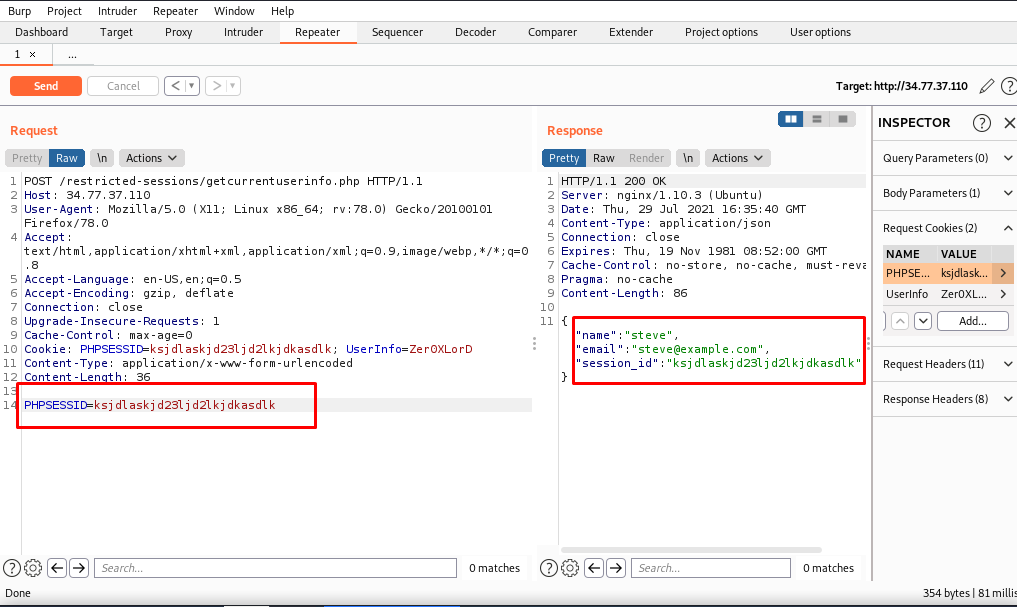 Burp Project Intruder Repeater Window Help
Dashboard Target Proxy Intruder Repeater Sequencer Decoder Comparer Extender Project options User options
1 × ...
Send Cancel < > Target: http://34.77.37.110
Request
Pretty Raw \n Actions
1 POST /restricted-sessions/getcurrentuserinfo.php HTTP/1.1
2 Host: 34.77.37.110
3 User-Agent: Mozilla/5.0 (X11; Linux x86_64; rv:78.0) Gecko/20100101
Firefox/78.0
4 Accept:
text/html,application/xhtml+xml,application/xml;q=0.9,image/webp,*/*;q=0
.8
5 Accept-Language: en-US,en;q=0.5
6 Accept-Encoding: gzip, deflate
7 Connection: close
8 Upgrade-Insecure-Requests: 1
9 Cache-Control: max-age=0
10 Cookie: PHPSESSID=ksjdlaskjd23ljd2lkjdkasdlk; UserInfo=Zer0XLorD
11 Content-Type: application/x-www-form-urlencoded
12 Content-Length: 36
13
14 PHPSESSID=ksjdlaskjd23ljd2lkjdkasdlk
Search... 0 matches
Response
Pretty Raw Render \n Actions
1 HTTP/1.1 200 OK
2 Server: nginx/1.10.3 (Ubuntu)
3 Date: Thu, 29 Jul 2021 16:35:40 GMT
4 Content-Type: application/json
5 Connection: close
6 Expires: Thu, 19 Nov 1981 08:52:00 GMT
7 Cache-Control: no-store, no-cache, must-reva
8 Pragma: no-cache
9 Content-Length: 86
10
11 {
"name":"steve",
"email":"steve@example.com",
"session_id":"ksjdlaskjd23ljd2lkjdkasdlk"
}
Search... 0 matches
INSPECTOR
Query Parameters (0)
Body Parameters (1)
Request Cookies (2)
NAME VALUE
PHPSE... ksjdlask...
UserInfo Zer0XL...
Add...
Request Headers (11)
Response Headers (8)
Done 354 bytes | 81 millis